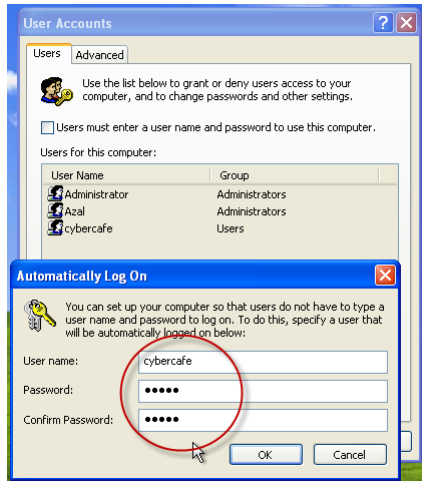 User Accounts
Users
Advanced
Use the list below to grant or deny users access to your
computer, and to change passwords and other settings.
Users must enter a user name and password to use this computer.
Users for this computer:
User Name Group
Administrator Administrators
Azal Administrators
cybercafe Users
Automatically Log On
You can set up your computer so that users do not have to type a
user name and password to log on. To do this, specify a user that
will be automatically logged on below:
User name: cybercafe
Password: •••••
Confirm Password: •••••
OK Cancel